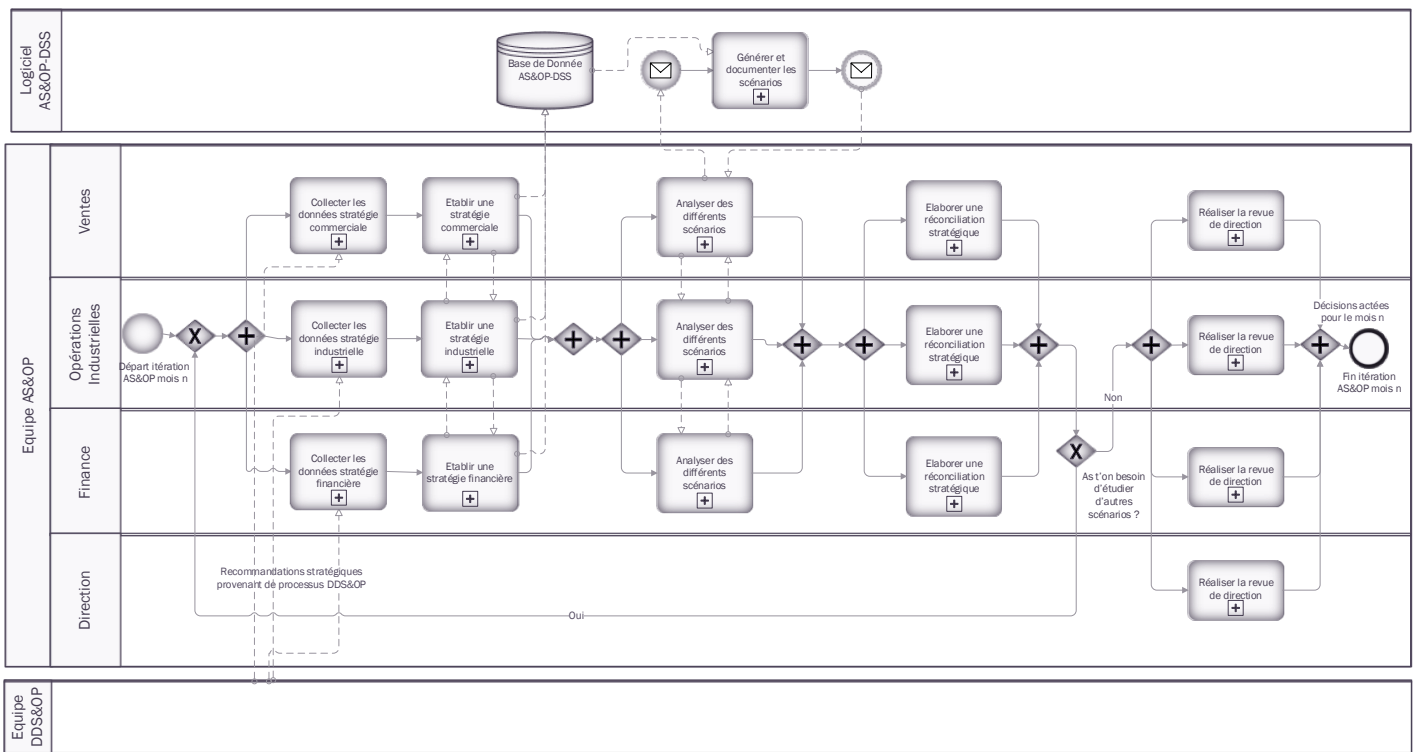 Logiciel
AS&OP-DSS
Base de Donnée
AS&OP-DSS
Générer et
documenter les
scénarios
Equipe AS&OP
Ventes
Collecter les
données stratégie
commerciale
Etablir une
stratégie
commerciale
Analyser des
différents
scénarios
Elaborer une
réconciliation
stratégique
Réaliser la revue
de direction
Opérations
Industrielles
Départ itération
AS&OP mois n
X
Collecter les
données stratégie
industrielle
Etablir une
stratégie
industrielle
Analyser des
différents
scénarios
Elaborer une
réconciliation
stratégique
Non
Réaliser la revue
de direction
Décisions actées
pour le mois n
Fin itération
AS&OP mois n
Finance
Collecter les
données stratégie
financière
Etablir une
stratégie financière
Analyser des
différents
scénarios
Elaborer une
réconciliation
stratégique
X
As t'on besoin
d'étudier
d'autres
scénarios ?
Réaliser la revue
de direction
Direction
Recommandations stratégiques
provenant de processus DDS&OP
Oui
Réaliser la revue
de direction
Equipe
DDS&OP